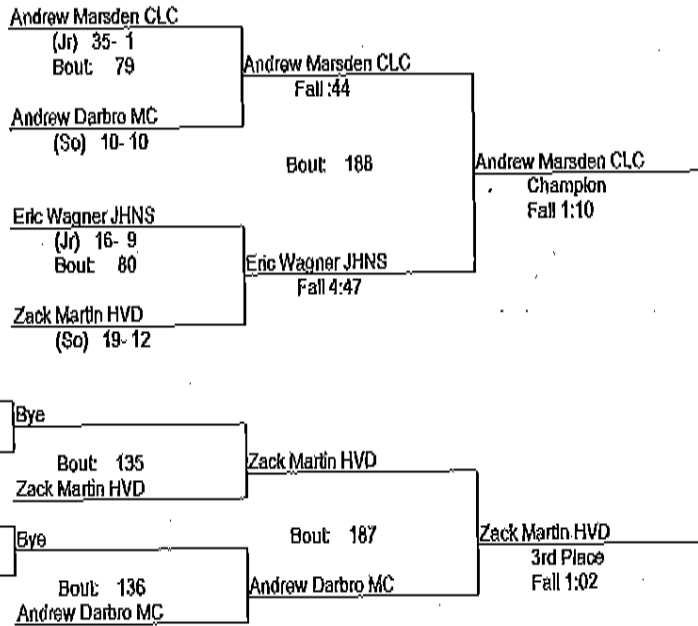 Andrew Marsden CLC
(Jr) 35- 1
Bout: 79
Andrew Marsden CLC
Fall :44
Andrew Darbro MC
(So) 10- 10
Bout: 188
Andrew Marsden CLC
Champion
Fall 1:10
Eric Wagner JHNS
(Jr) 16- 9
Bout: 80
Eric Wagner JHNS
Fall 4:47
Zack Martin HVD
(So) 19- 12
Bye
Bout: 135
Zack Martin HVD
Zack Martin HVD
Bout: 187
Zack Martin HVD
3rd Place
Fall 1:02
Bye
Bout: 136
Andrew Darbro MC
Andrew Darbro MC